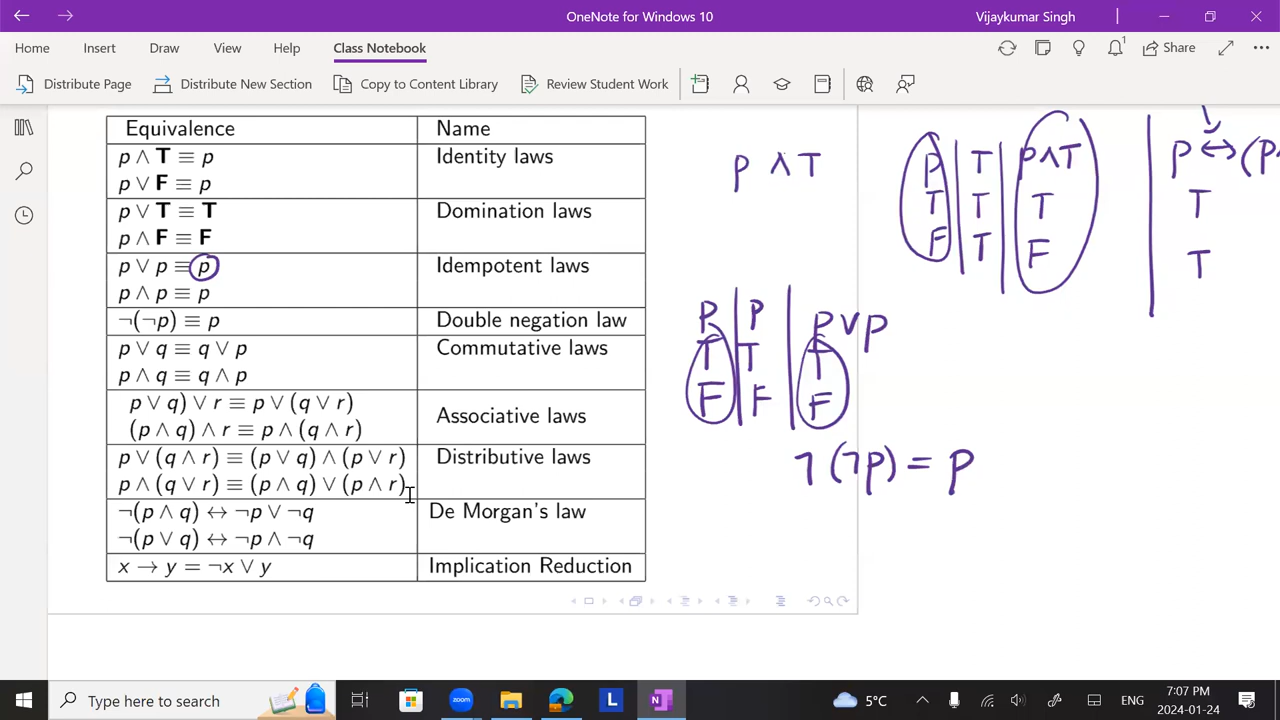 OneNote for Windows 10
Vijaykumar Singh
Home Insert Draw View Help Class Notebook
1
Share
Distribute Page Distribute New Section Copy to Content Library Review Student Work
Equivalence Name
p ∧ T ≡ p Identity laws
p ∨ F ≡ p
p ∨ T ≡ T Domination laws
p ∧ F ≡ F
p ∨ p ≡ p Idempotent laws
p ∧ p ≡ p
¬(¬p) ≡ p Double negation law
p ∨ q ≡ q ∨ p Commutative laws
p ∧ q ≡ q ∧ p
p ∨ q) ∨ r ≡ p ∨ (q ∨ r) Associative laws
(p ∧ q) ∧ r ≡ p ∧ (q ∧ r)
p ∨ (q ∧ r) ≡ (p ∨ q) ∧ (p ∨ r) Distributive laws
p ∧ (q ∨ r) ≡ (p ∧ q) ∨ (p ∧ r)
¬(p ∧ q) ↔ ¬p ∨ ¬q De Morgan's law
¬(p ∨ q) ↔ ¬p ∧ ¬q
x → y = ¬x ∨ y Implication Reduction
P ∧ T
P T P∧T P ↔ (P∧
T T T T
F T F T
P P P∨P
T T T
F F F
¬(¬p) = p
Type here to search
5°C
ENG
7:07 PM
2024-01-24